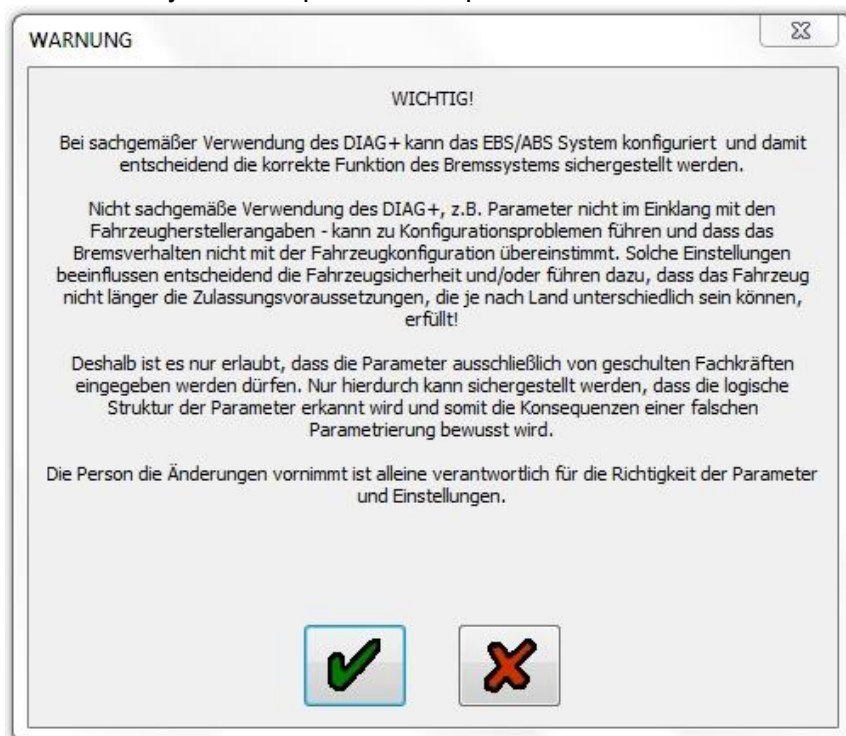 WARNUNG
WICHTIG!
Bei sachgemäßer Verwendung des DIAG+ kann das EBS/ABS System konfiguriert und damit
entscheidend die korrekte Funktion des Bremssystems sichergestellt werden.
Nicht sachgemäße Verwendung des DIAG+, z.B. Parameter nicht im Einklang mit den
Fahrzeugherstellerangaben - kann zu Konfigurationsproblemen führen und dass das
Bremsverhalten nicht mit der Fahrzeugkonfiguration übereinstimmt. Solche Einstellungen
beeinflussen entscheidend die Fahrzeugsicherheit und/oder führen dazu, dass das Fahrzeug
nicht länger die Zulassungsvoraussetzungen, die je nach Land unterschiedlich sein können,
erfüllt!
Deshalb ist es nur erlaubt, dass die Parameter ausschließlich von geschulten Fachkräften
eingegeben werden dürfen. Nur hierdurch kann sichergestellt werden, dass die logische
Struktur der Parameter erkannt wird und somit die Konsequenzen einer falschen
Parametrierung bewusst wird.
Die Person die Änderungen vornimmt ist alleine verantwortlich für die Richtigkeit der Parameter
und Einstellungen.